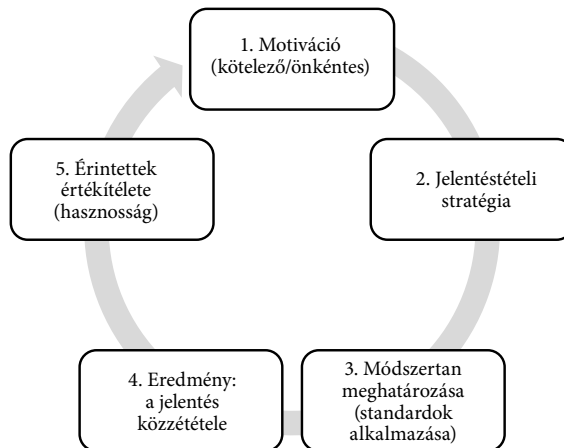 1. Motiváció
(kötelező/önkéntes)
2. Jelentéstételi
stratégia
3. Módszertan
meghatározása
(standardok
alkalmazása)
4. Eredmény:
a jelentés
közzététele
5. Érintettek
értékítélete
(hasznosság)